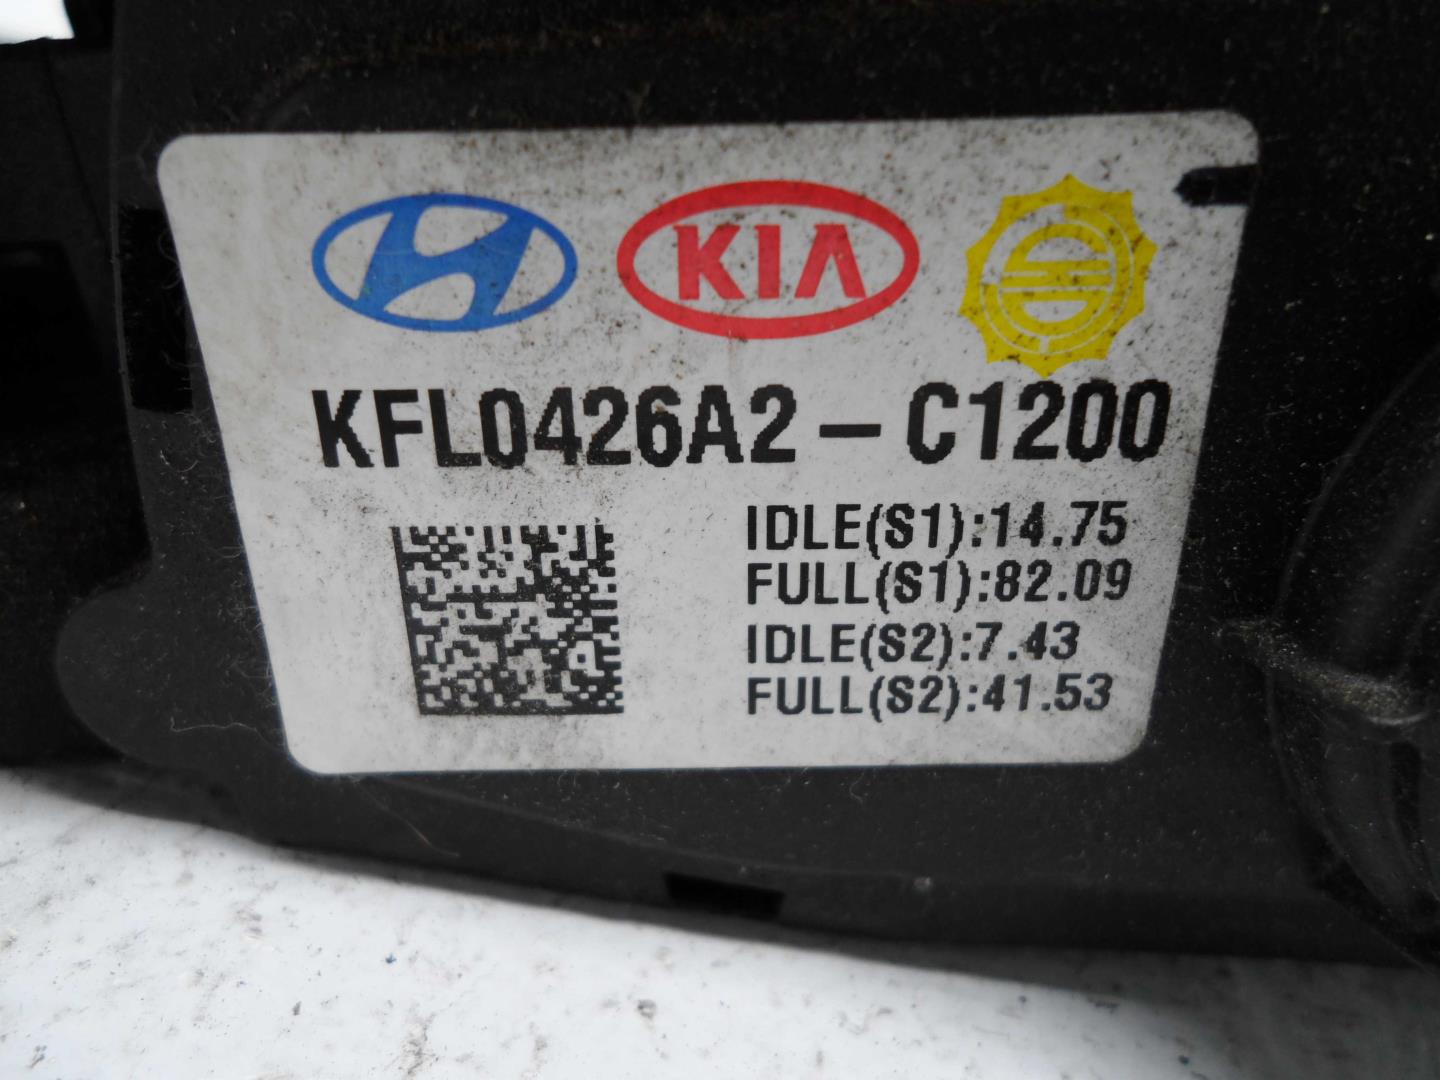 KIA
KFL0426A2-C1200
IDLE(S1):14.75
FULL(S1):82.09
IDLE(S2):7.43
FULL(S2):41.53